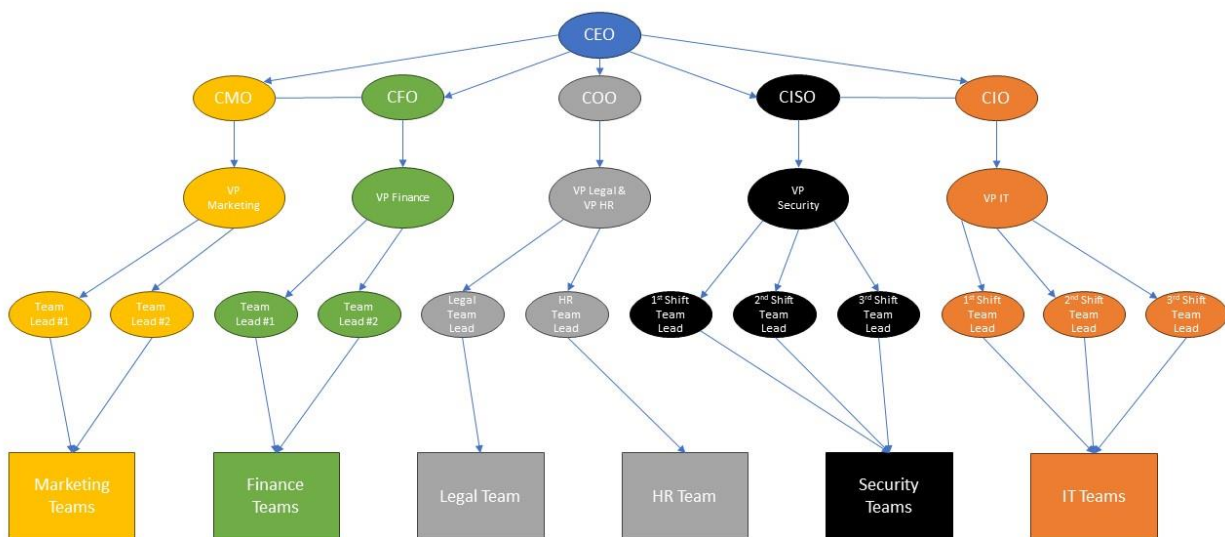 CEO
CMO
CFO
COO
CISO
CIO
VP
Marketing
VP Finance
VP Legal &
VP HR
VP
Security
VP IT
Team
Lead #1
Team
Lead #2
Team
Lead #1
Team
Lead #2
Legal
Team
Lead
HR
Team
Lead
1st Shift
Team
Lead
2nd Shift
Team
Lead
3rd Shift
Team
Lead
1st Shift
Team
Lead
2nd Shift
Team
Lead
3rd Shift
Team
Lead
Marketing
Teams
Finance
Teams
Legal Team
HR Team
Security
Teams
IT Teams